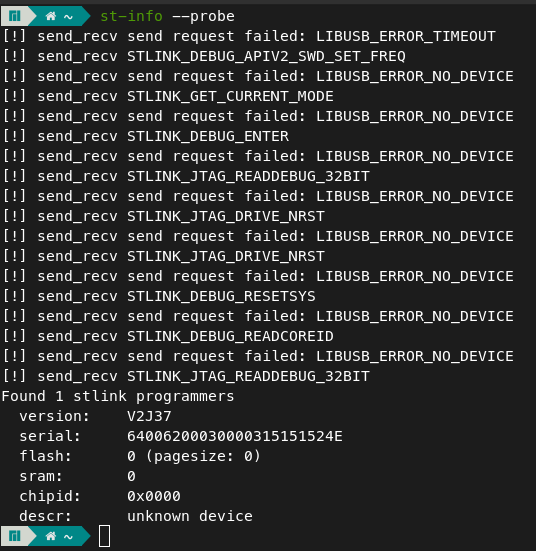 ~ st-info --probe
[!] send_recv send request failed: LIBUSB_ERROR_TIMEOUT
[!] send_recv STLINK_DEBUG_APIV2_SWD_SET_FREQ
[!] send_recv send request failed: LIBUSB_ERROR_NO_DEVICE
[!] send_recv STLINK_GET_CURRENT_MODE
[!] send_recv send request failed: LIBUSB_ERROR_NO_DEVICE
[!] send_recv STLINK_DEBUG_ENTER
[!] send_recv send request failed: LIBUSB_ERROR_NO_DEVICE
[!] send_recv STLINK_JTAG_READDEBUG_32BIT
[!] send_recv send request failed: LIBUSB_ERROR_NO_DEVICE
[!] send_recv STLINK_JTAG_DRIVE_NRST
[!] send_recv send request failed: LIBUSB_ERROR_NO_DEVICE
[!] send_recv STLINK_JTAG_DRIVE_NRST
[!] send_recv send request failed: LIBUSB_ERROR_NO_DEVICE
[!] send_recv STLINK_DEBUG_RESETSYS
[!] send_recv send request failed: LIBUSB_ERROR_NO_DEVICE
[!] send_recv STLINK_DEBUG_READCOREID
[!] send_recv send request failed: LIBUSB_ERROR_NO_DEVICE
[!] send_recv STLINK_JTAG_READDEBUG_32BIT
Found 1 stlink programmers
version: V2J37
serial: 64006200030000315151524E
flash: 0 (pagesize: 0)
sram: 0
chipid: 0x0000
descr: unknown device
~